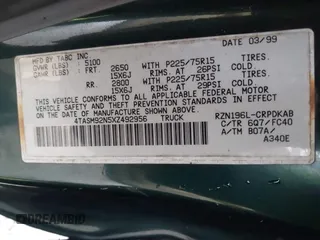 MFD. BY: TABC INC. DATE 03/99
GVWR (LBS) 5100
GAWR (LBS) FRT. 2650 WITH P225/75R15 TIRES,
15X6J RIMS, AT 26PSI COLD
RR. 2800 WITH P225/75R15 TIRES,
15X6J RIMS, AT 29PSI COLD
THIS VEHICLE CONFORMS TO ALL APPLICABLE FEDERAL MOTOR
VEHICLE SAFETY AND THEFT PREVENTION STANDARDS IN EFFECT
ON THE DATE OF MANUFACTURE SHOWN ABOVE.
4TASM92N5XZ492956 TRUCK RZN196L-CRPDKAB
C/TR 6Q7/FC40
A/TM B07A/
A340E
DREAMBID